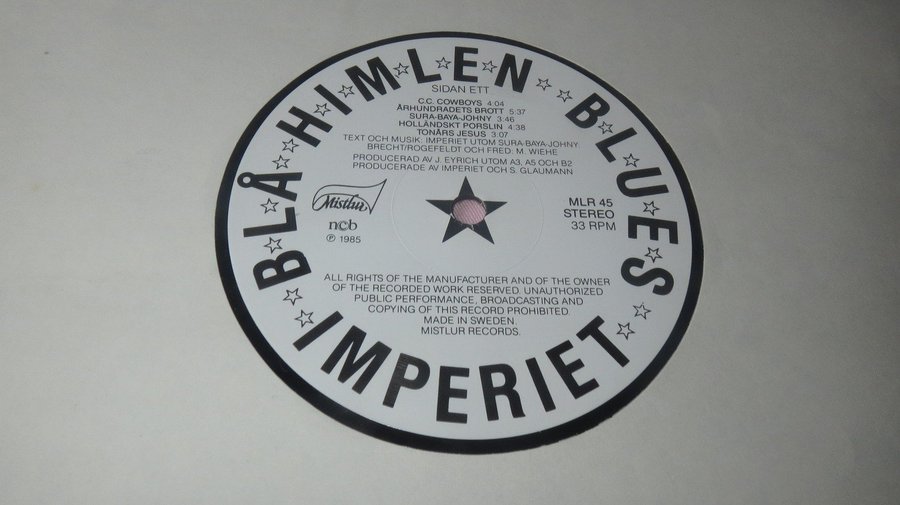 BLÅ HIMLEN BLUES
SIDAN ETT
C.C. COWBOYS 4:04
ÅRHUNDRADETS BROTT 5:37
SURA-BAYA-JOHNY 3:46
HOLLÄNDSKT PORSLIN 4:38
TONÅRS JESUS 3:07
TEXT OCH MUSIK: IMPERIET UTOM SURA-BAYA-JOHNY
BRECHT/ROGEFELDT OCH FRED. M. WIEHE
PRODUCERAD AV J. EYRICH UTOM A3, A5 OCH B2
PRODUCERADE AV IMPERIET OCH S. GLAUMANN
Mistlur
ncb
℗ 1985
MLR 45
STEREO
33 RPM
ALL RIGHTS OF THE MANUFACTURER AND OF THE OWNER
OF THE RECORDED WORK RESERVED. UNAUTHORIZED
PUBLIC PERFORMANCE, BROADCASTING AND
COPYING OF THIS RECORD PROHIBITED.
MADE IN SWEDEN.
MISTLUR RECORDS.
IMPERIET